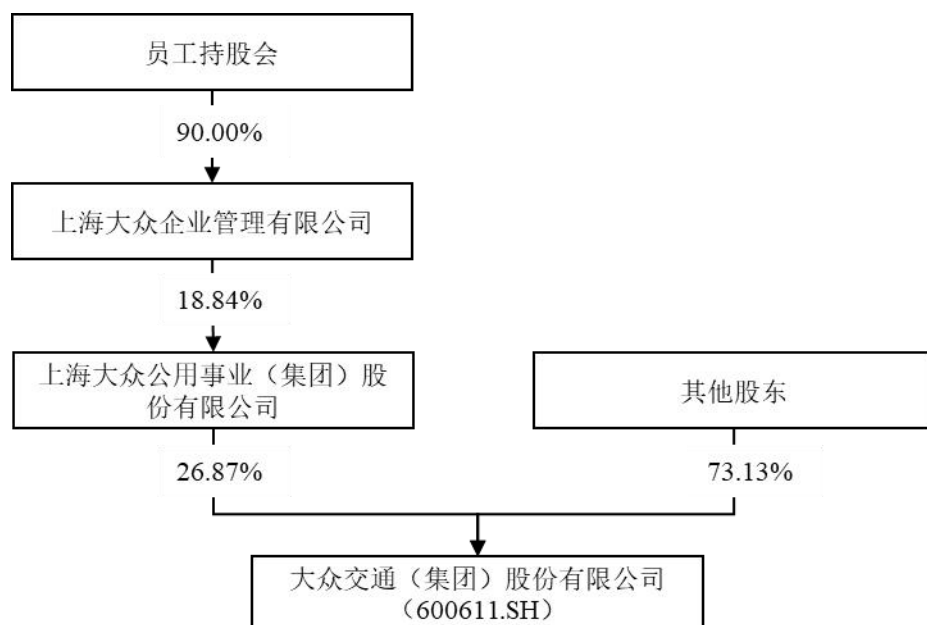 员工持股会
90.00%
上海大众企业管理有限公司
18.84%
上海大众公用事业（集团）股
份有限公司
其他股东
26.87%
73.13%
大众交通（集团）股份有限公司
（600611.SH）